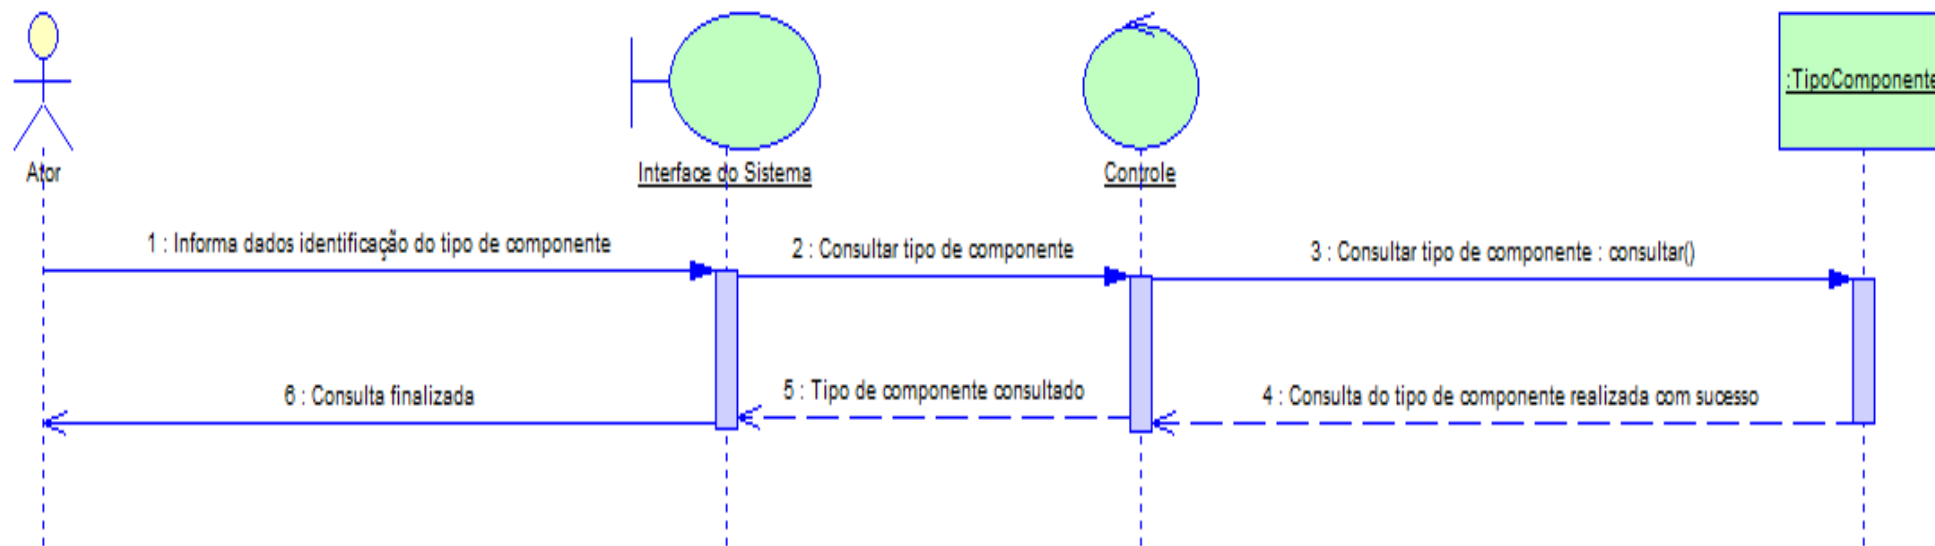 :TipoComponente
Ator
Interface do Sistema
Controle
1 : Informa dados identificação do tipo de componente
2 : Consultar tipo de componente
3 : Consultar tipo de componente : consultar()
6 : Consulta finalizada
5 : Tipo de componente consultado
4 : Consulta do tipo de componente realizada com sucesso